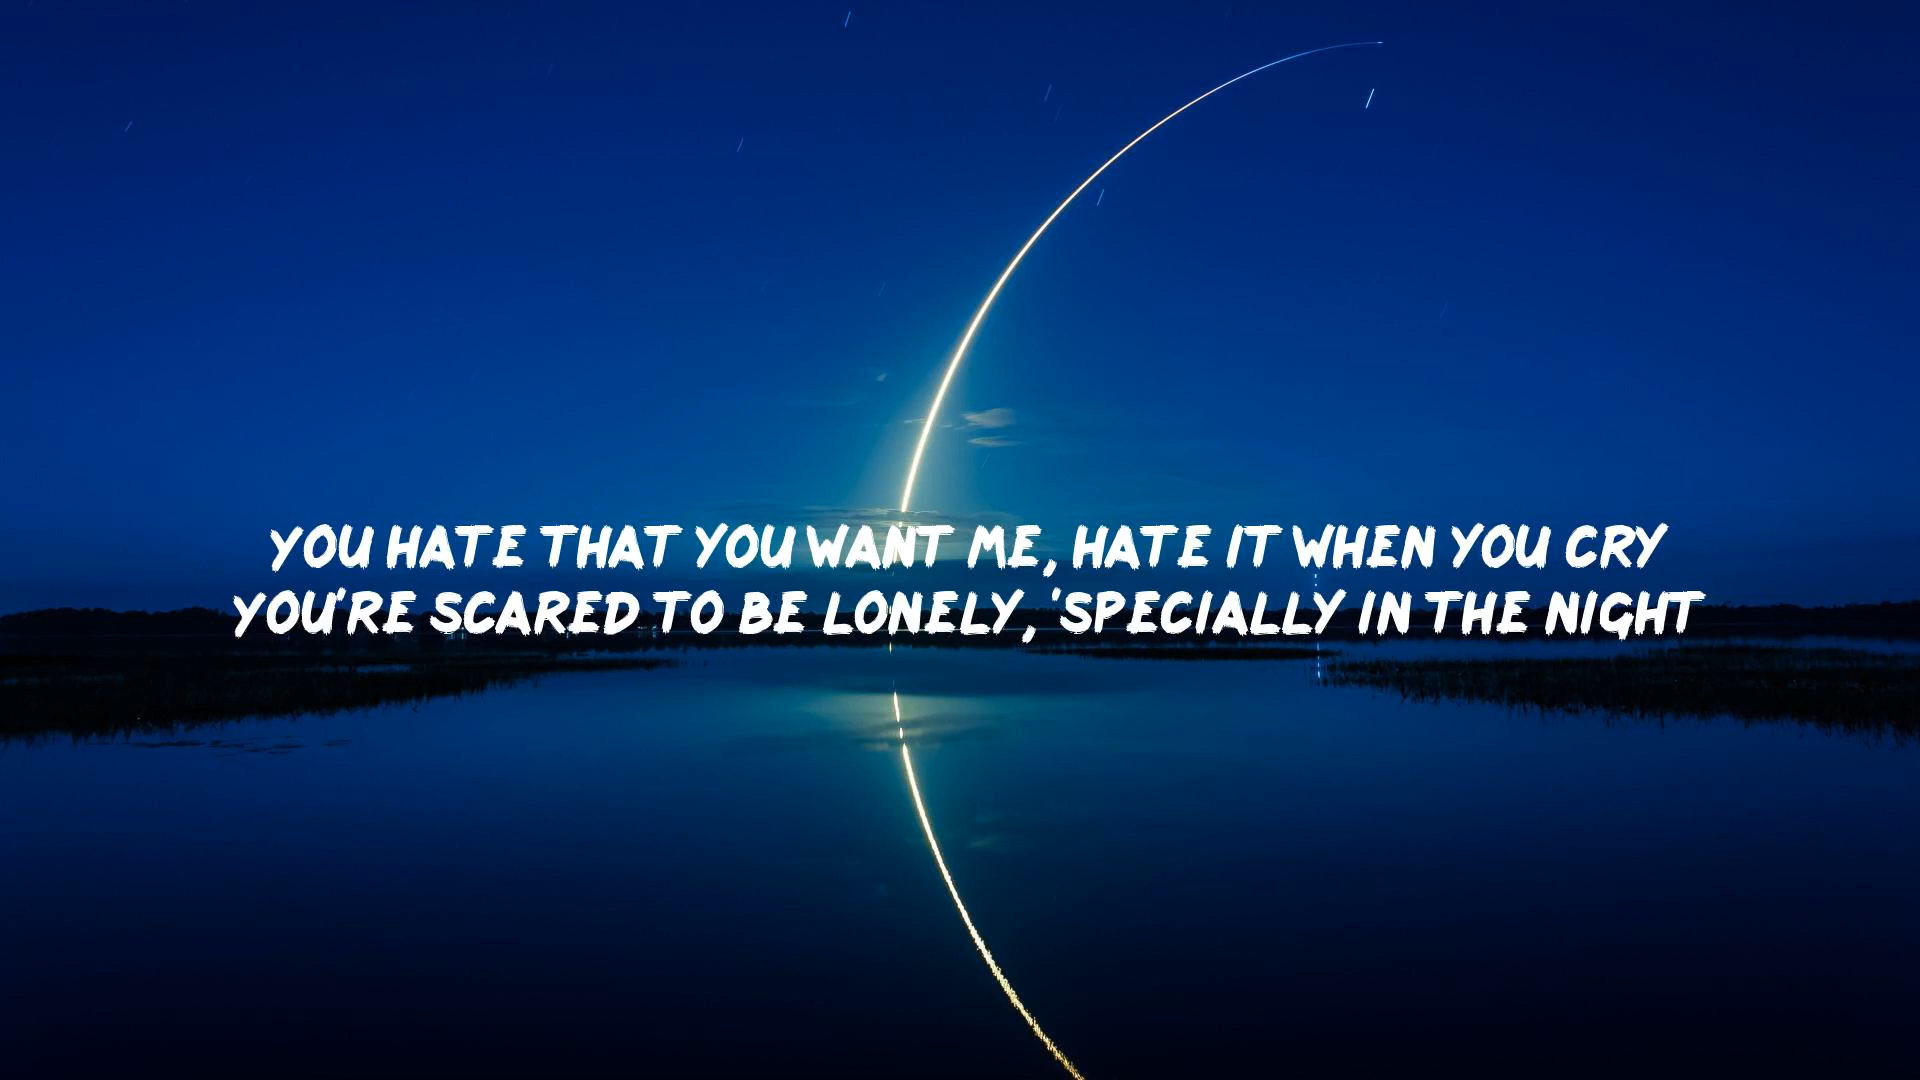 YOU HATE THAT YOU WANT ME, HATE IT WHEN YOU CRY
YOU'RE SCARED TO BE LONELY, 'SPECIALLY IN THE NIGHT